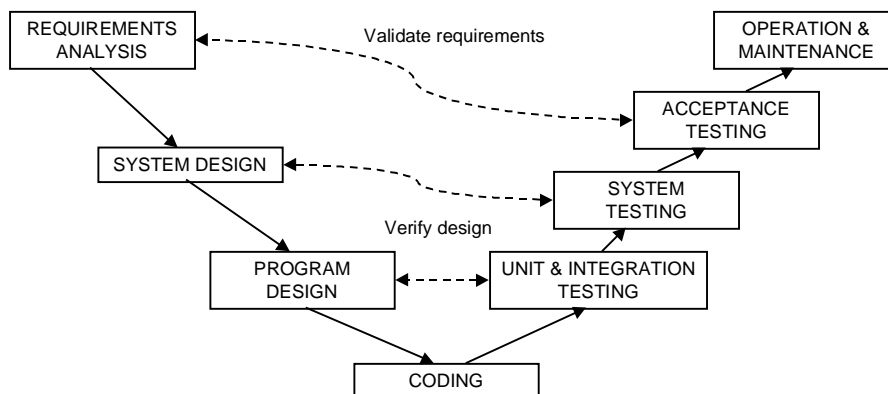 REQUIREMENTS
ANALYSIS
Validate requirements
OPERATION &
MAINTENANCE
ACCEPTANCE
TESTING
SYSTEM DESIGN
SYSTEM
TESTING
Verify design
PROGRAM
DESIGN
UNIT & INTEGRATION
TESTING
CODING